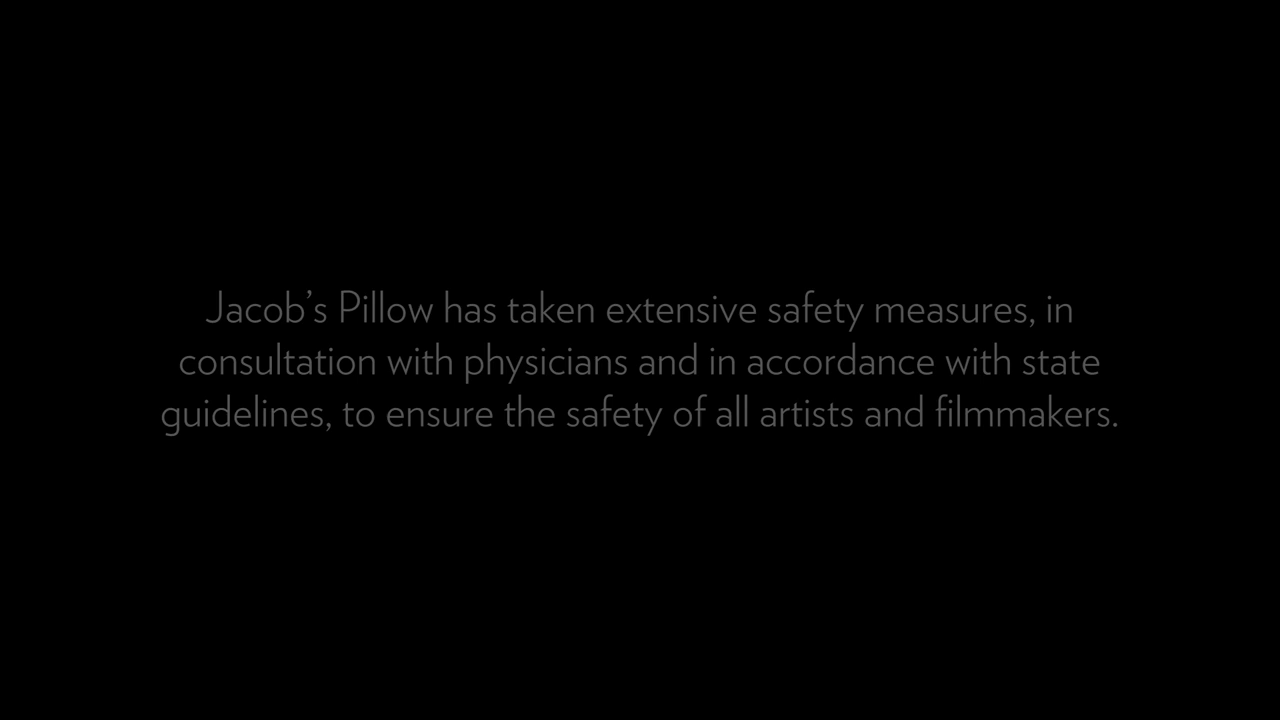 Jacob’s Pillow has taken extensive safety measures, in
consultation with physicians and in accordance with state
guidelines, to ensure the safety of all artists and filmmakers.